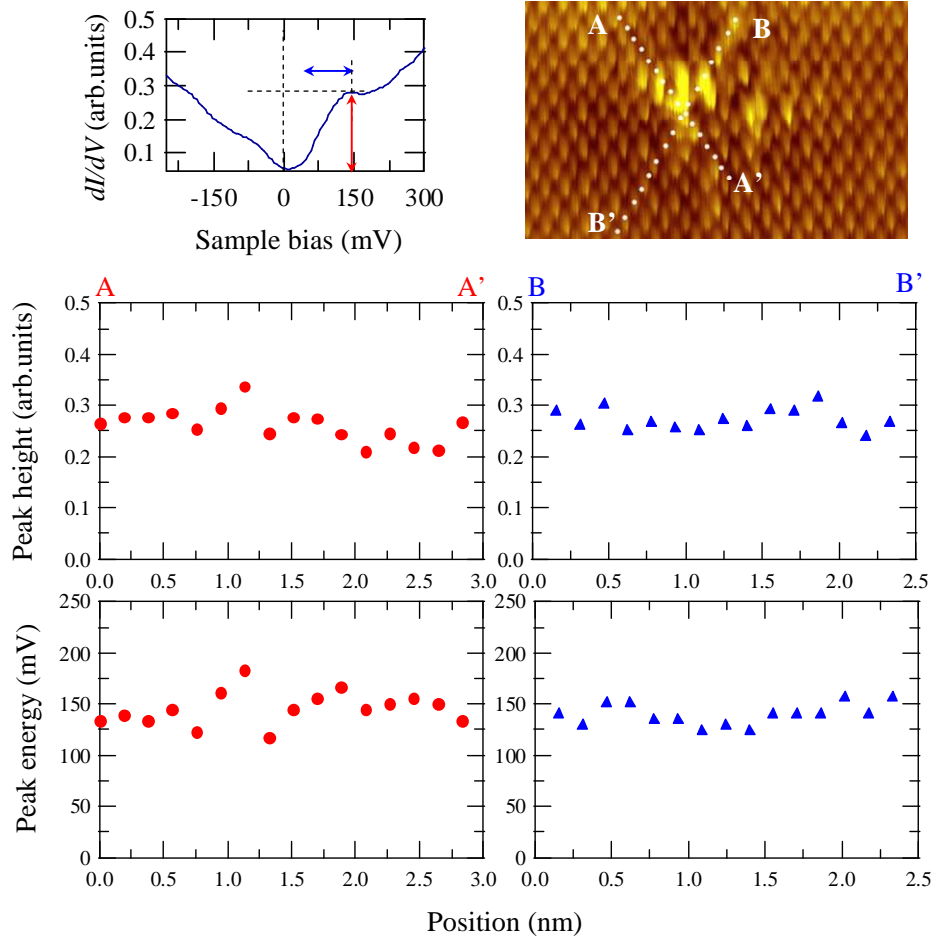 0.5
0.4
0.3
0.2
0.1
dI/dV (arb.units)
-150 0 150 300
Sample bias (mV)
A B
A’
B’
A A’ B B’
0.5 0.5
0.4 0.4
0.3 0.3
0.2 0.2
0.1 0.1
0.0 0.0
Peak height (arb.units)
0.0 0.5 1.0 1.5 2.0 2.5 3.0 0.0 0.5 1.0 1.5 2.0 2.5
250 250
200 200
150 150
100 100
50 50
0 0
Peak energy (mV)
0.0 0.5 1.0 1.5 2.0 2.5 3.0 0.0 0.5 1.0 1.5 2.0 2.5
Position (nm)